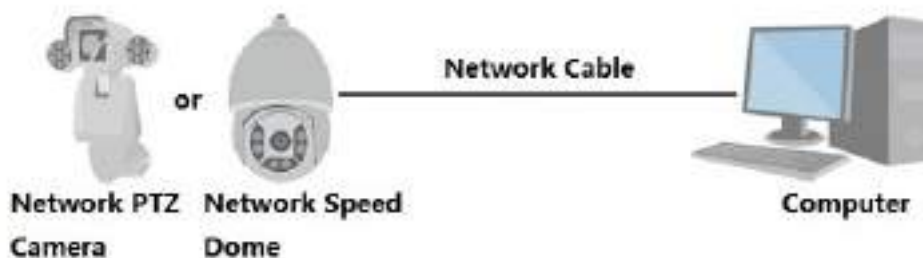 Network Cable
or
Network PTZ Camera
Network Speed Dome
Computer